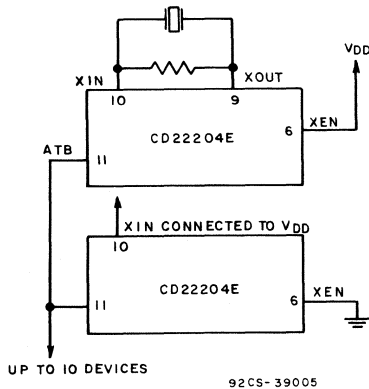 VDD
XIN
XOUT
10
9
XEN
CD22204E
6
ATB
11
XIN CONNECTED TO VDD
10
CD22204E
11
6
XEN
UP TO 10 DEVICES
92CS-39005